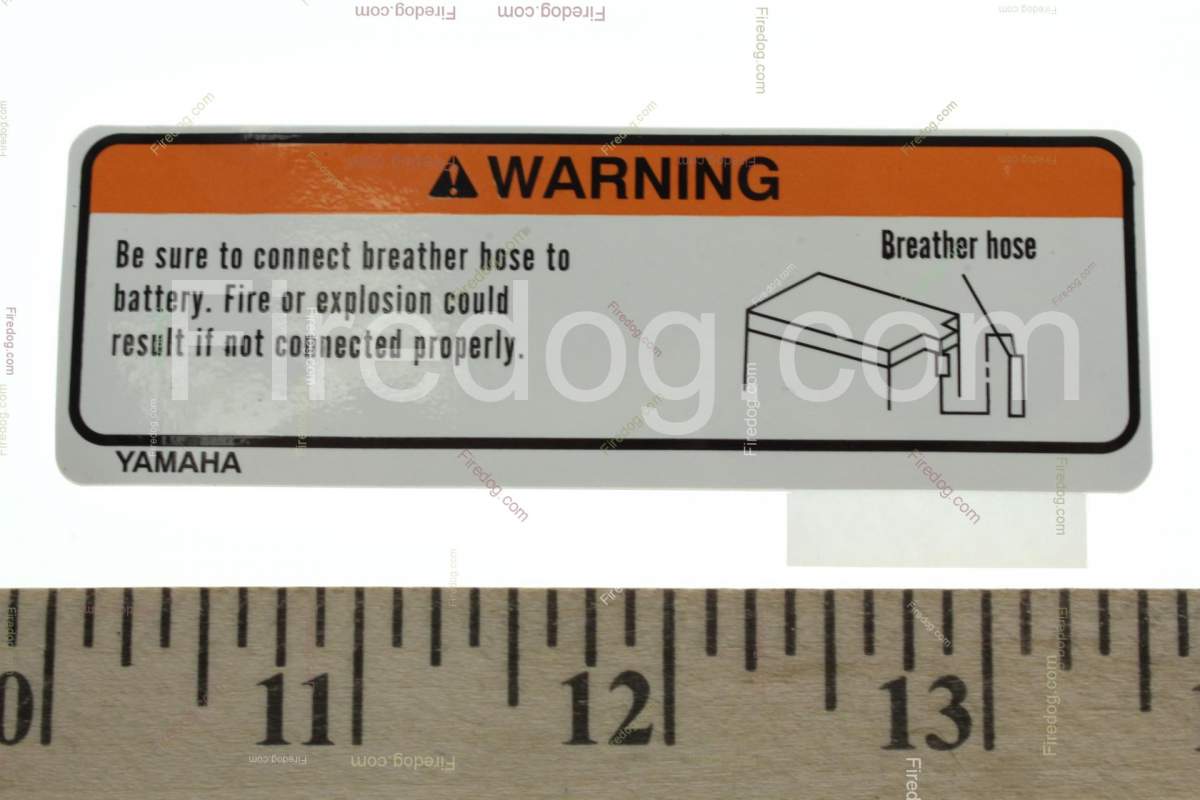 WARNING
Be sure to connect breather hose to
battery. Fire or explosion could
result if not connected properly.
Breather hose
YAMAHA
Firedog.com
11
12
13